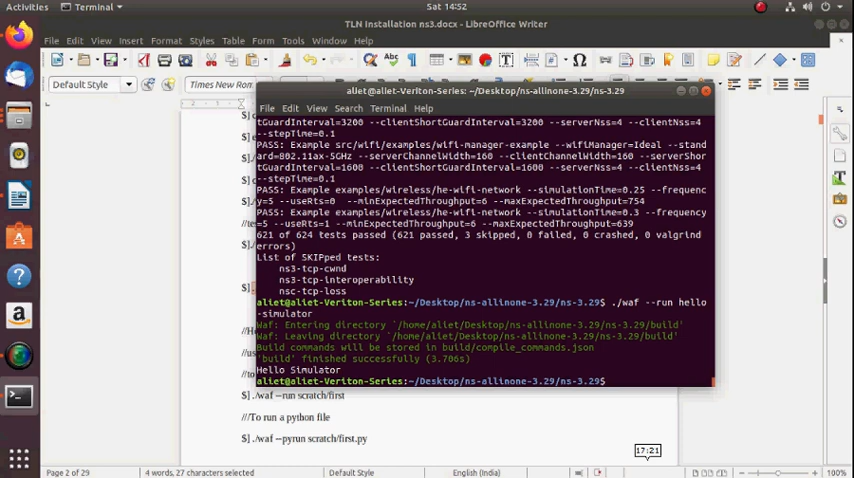 Activities
Terminal
Sat 14:52
TLN Installation ns3.docx - LibreOffice Writer
File Edit View Insert Format Styles Table Form Tools Window Help
Default Style
Times New Rom
aliet@aliet-Veriton-Series: ~/Desktop/ns-allinone-3.29/ns-3.29
File Edit View Search Terminal Help
tGuardInterval=3200 --clientShortGuardInterval=3200 --serverNss=4 --clientNss=4
--stepTime=0.1
PASS: Example src/wifi/examples/wifi-manager-example --wifiManager=Ideal --stan
dard=802.11ax-5GHz --serverChannelWidth=160 --clientChannelWidth=160 --serverShor
tGuardInterval=1600 --clientShortGuardInterval=1600 --serverNss=4 --clientNss=4
--stepTime=0.1
PASS: Example examples/wireless/he-wifi-network --simulationTime=0.25 --frequenc
y=5 --useRts=0 --minExpectedThroughput=6 --maxExpectedThroughput=754
PASS: Example examples/wireless/he-wifi-network --simulationTime=0.3 --frequency
=5 --useRts=1 --minExpectedThroughput=6 --maxExpectedThroughput=639
621 of 624 tests passed (621 passed, 3 skipped, 0 failed, 0 crashed, 0 valgrind
errors)
List of SKIPped tests:
ns3-tcp-cwnd
ns3-tcp-interoperability
nsc-tcp-loss
aliet@aliet-Veriton-Series:~/Desktop/ns-allinone-3.29/ns-3.29$ ./waf --run hello
-simulator
Waf: Entering directory `/home/aliet/Desktop/ns-allinone-3.29/ns-3.29/build'
Waf: Leaving directory `/home/aliet/Desktop/ns-allinone-3.29/ns-3.29/build'
Build commands will be stored in build/compile_commands.json
'build' finished successfully (3.706s)
Hello Simulator
aliet@aliet-Veriton-Series:~/Desktop/ns-allinone-3.29/ns-3.29$
$] ./waf --run scratch/first
///To run a python file
$] ./waf --pyrun scratch/first.py
17:21
Page 2 of 29
4 words, 27 characters selected
Default Style
English (India)
100%